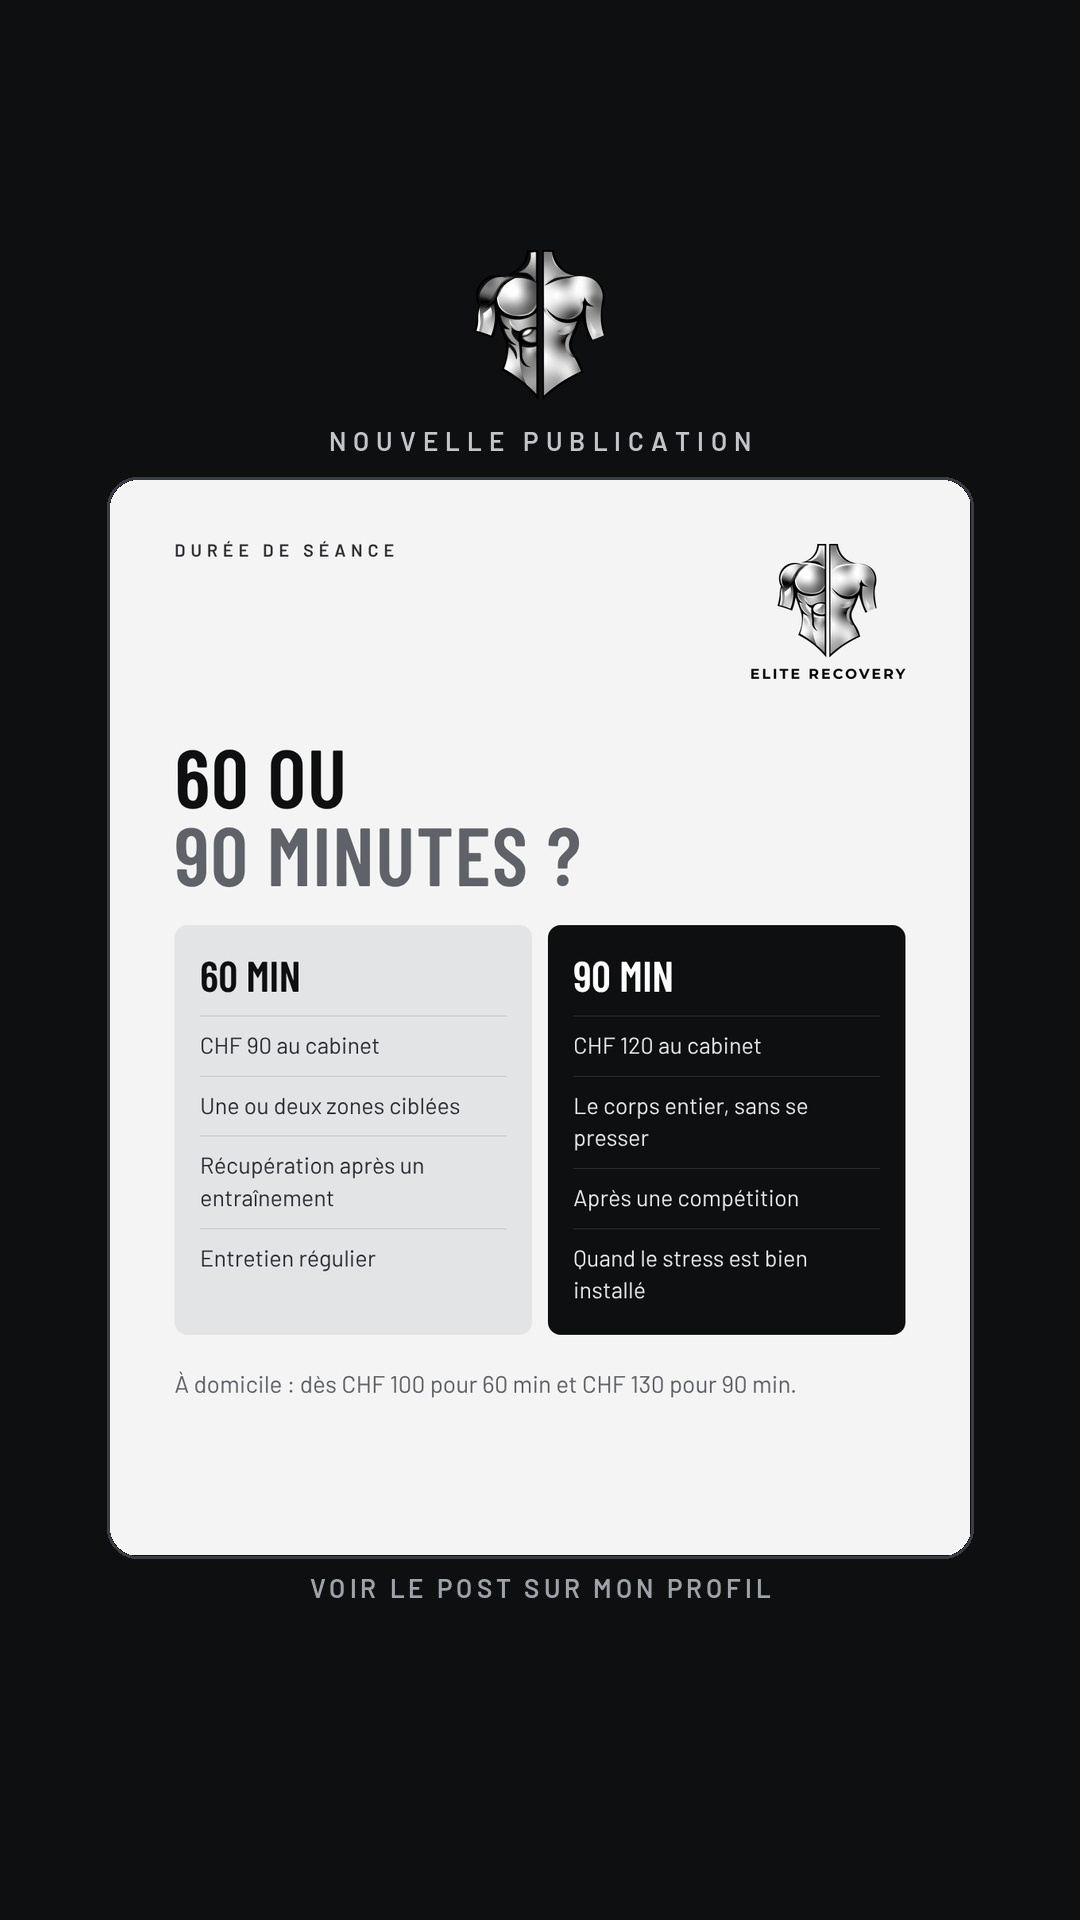 NOUVELLE PUBLICATION
DURÉE DE SÉANCE
ELITE RECOVERY
60 OU
90 MINUTES ?
60 MIN
CHF 90 au cabinet
Une ou deux zones ciblées
Récupération après un
entraînement
Entretien régulier
90 MIN
CHF 120 au cabinet
Le corps entier, sans se
presser
Après une compétition
Quand le stress est bien
installé
À domicile : dès CHF 100 pour 60 min et CHF 130 pour 90 min.
VOIR LE POST SUR MON PROFIL